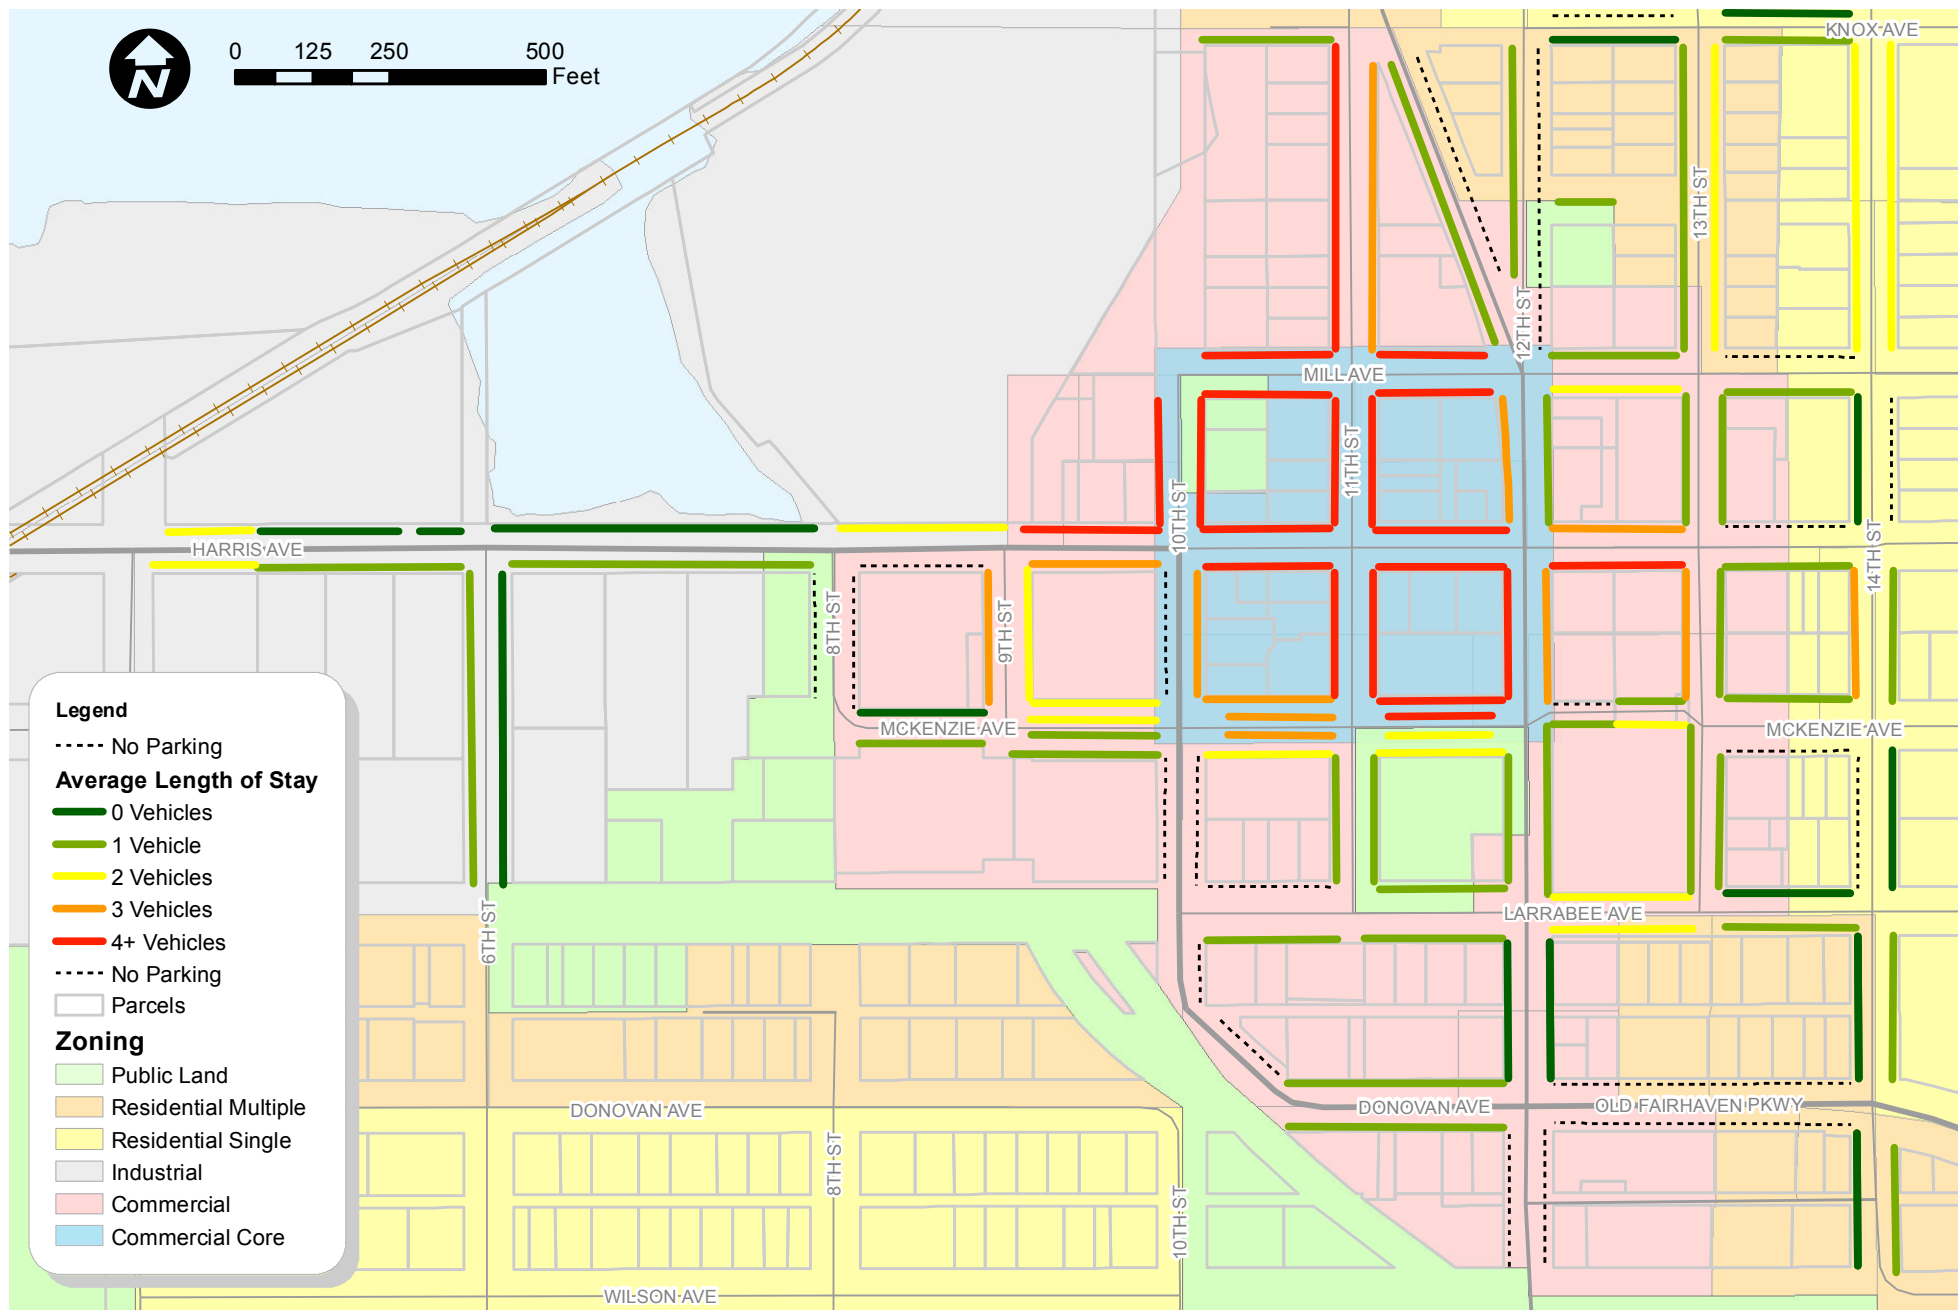 KNOX AVE
N
0 125 250 500
Feet
13TH ST
12TH ST
MILL AVE
11TH ST
10TH ST
14TH ST
HARRIS AVE
8TH ST
9TH ST
MCKENZIE AVE
MCKENZIE AVE
LARRABEE AVE
6TH ST
DONOVAN AVE
DONOVAN AVE
OLD FAIRHAVEN PKWY
8TH ST
10TH ST
WILSON AVE
Legend
No Parking
Average Length of Stay
0 Vehicles
1 Vehicle
2 Vehicles
3 Vehicles
4+ Vehicles
No Parking
Parcels
Zoning
Public Land
Residential Multiple
Residential Single
Industrial
Commercial
Commercial Core